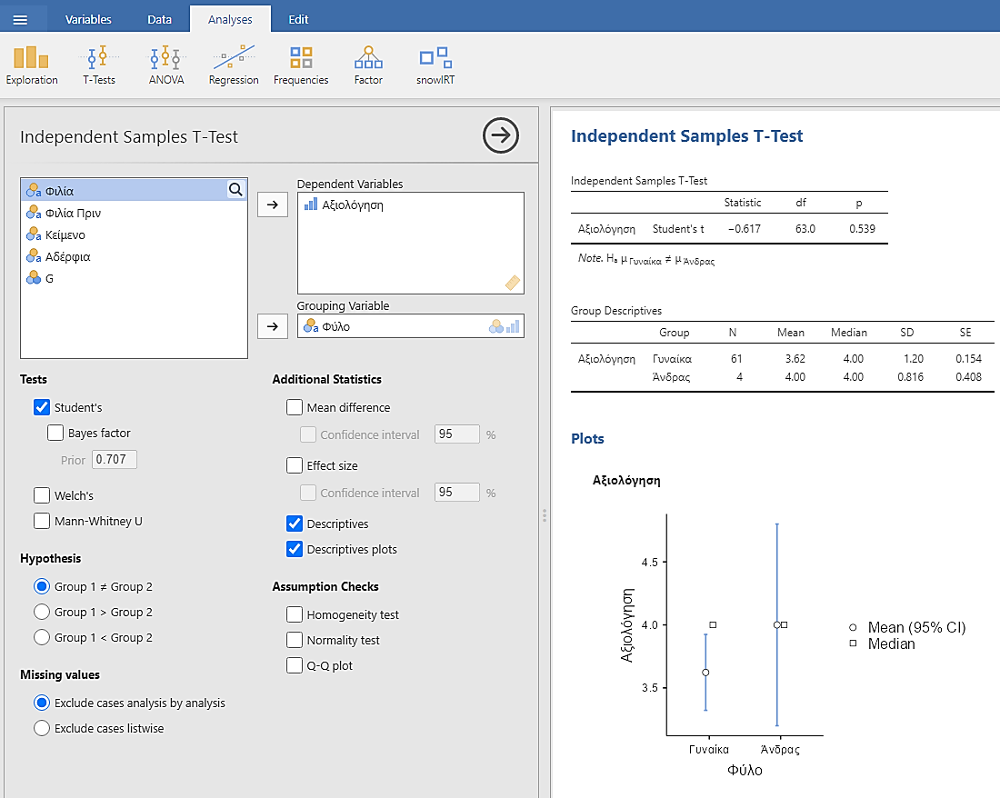 Variables Data Analyses Edit
Exploration T-Tests ANOVA Regression Frequencies Factor snowIRT
Independent Samples T-Test
Φιλία
Φιλία Πριν
Κείμενο
Αδέρφια
G
Dependent Variables
Αξιολόγηση
Grouping Variable
Φύλο
Tests
Student's
Bayes factor
Prior 0.707
Welch's
Mann-Whitney U
Hypothesis
Group 1 ≠ Group 2
Group 1 > Group 2
Group 1 < Group 2
Missing values
Exclude cases analysis by analysis
Exclude cases listwise
Additional Statistics
Mean difference
Confidence interval 95 %
Effect size
Confidence interval 95 %
Descriptives
Descriptives plots
Assumption Checks
Homogeneity test
Normality test
Q-Q plot
Independent Samples T-Test
Independent Samples T-Test
Statistic df p
Αξιολόγηση Student's t −0.617 63.0 0.539
Note. Hₐ μ Γυναίκα ≠ μ Άνδρας
Group Descriptives
Group N Mean Median SD SE
Αξιολόγηση Γυναίκα 61 3.62 4.00 1.20 0.154
Άνδρας 4 4.00 4.00 0.816 0.408
Plots
Αξιολόγηση
4.5
4.0
3.5
Αξιολόγηση
Γυναίκα Άνδρας
Φύλο
Mean (95% CI)
Median